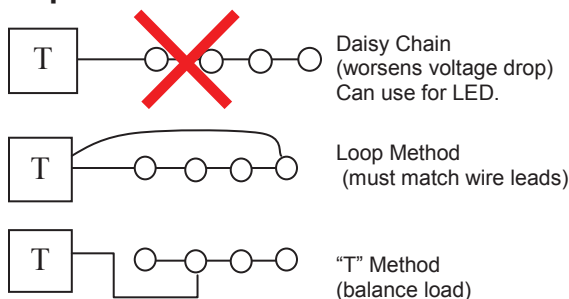 T
Daisy Chain
(worsens voltage drop)
Can use for LED.
T
Loop Method
(must match wire leads)
T
“T” Method
(balance load)